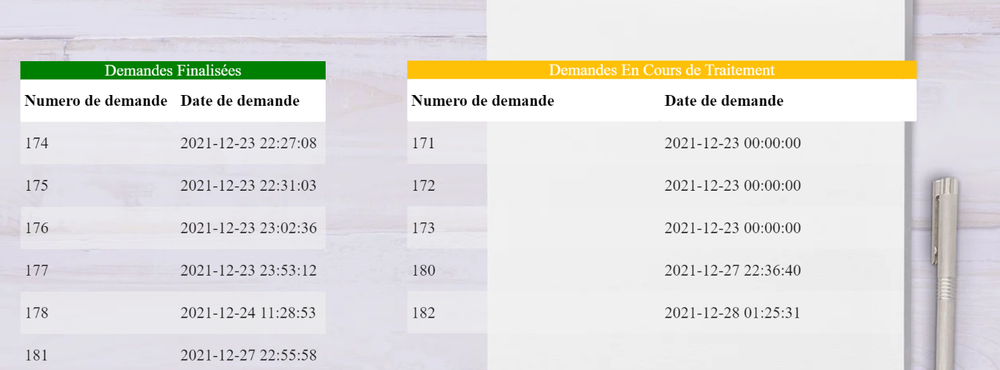 Demandes Finalisées
Numero de demande Date de demande
174 2021-12-23 22:27:08
175 2021-12-23 22:31:03
176 2021-12-23 23:02:36
177 2021-12-23 23:53:12
178 2021-12-24 11:28:53
181 2021-12-27 22:55:58
Demandes En Cours de Traitement
Numero de demande Date de demande
171 2021-12-23 00:00:00
172 2021-12-23 00:00:00
173 2021-12-23 00:00:00
180 2021-12-27 22:36:40
182 2021-12-28 01:25:31